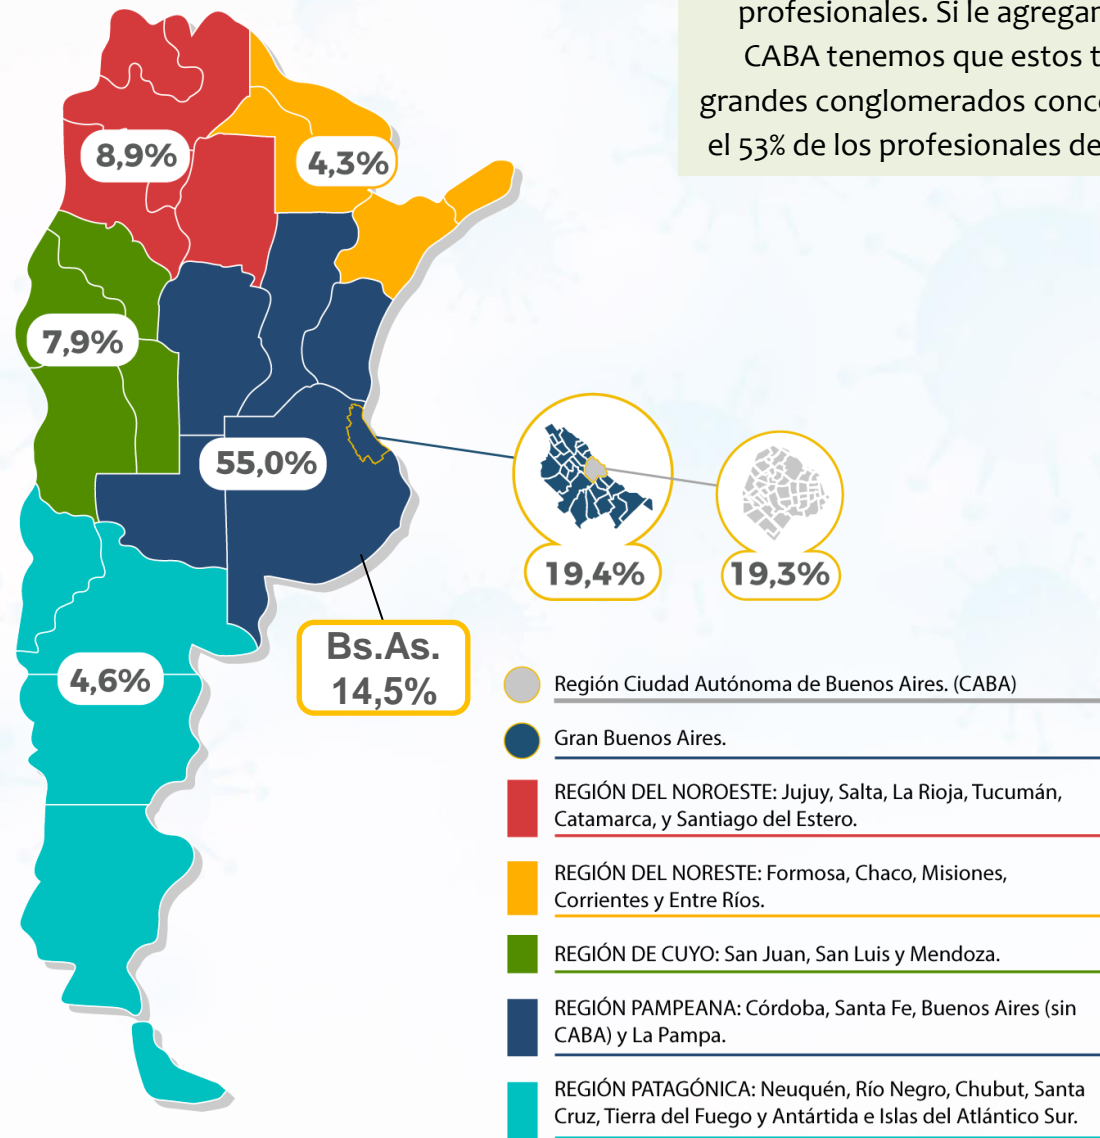 profesionales. Si le agregar
CABA tenemos que estos t
grandes conglomerados conc
el 53% de los profesionales de
8,9%
4,3%
7,9%
55,0%
19,4%
19,3%
Bs.As.
14,5%
4,6%
Región Ciudad Autónoma de Buenos Aires. (CABA)
Gran Buenos Aires.
REGIÓN DEL NOROESTE: Jujuy, Salta, La Rioja, Tucumán,
Catamarca, y Santiago del Estero.
REGIÓN DEL NORESTE: Formosa, Chaco, Misiones,
Corrientes y Entre Ríos.
REGIÓN DE CUYO: San Juan, San Luis y Mendoza.
REGIÓN PAMPEANA: Córdoba, Santa Fe, Buenos Aires (sin
CABA) y La Pampa.
REGIÓN PATAGÓNICA: Neuquén, Río Negro, Chubut, Santa
Cruz, Tierra del Fuego y Antártida e Islas del Atlántico Sur.